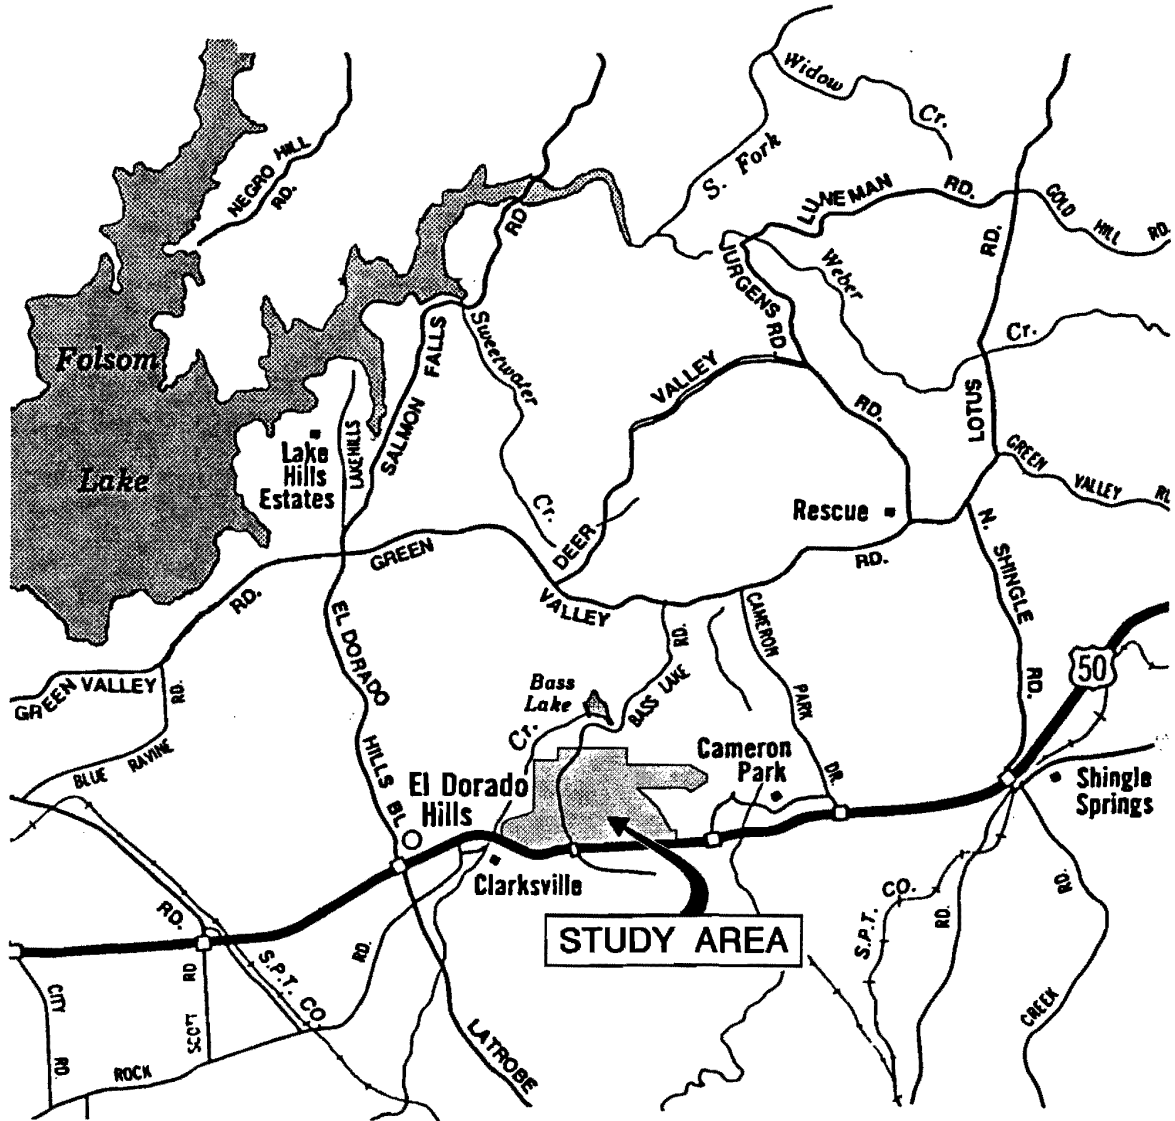 Widow
Cr.
S. Fork
NEGRO HILL
RD.
LUNEMAN
RD.
GOLD HILL RD.
RD
RD.
JURGENS RD.
Weber
Cr.
Folsom
Lake
SALMON FALLS
Sweetwater
Cr.
VALLEY
RD.
LOTUS
LAKEHILLS
Lake
Hills
Estates
GREEN VALLEY RD.
Rescue
DEER
GREEN
VALLEY
RD.
RD.
N. SHINGLE
RD.
EL DORADO
HILLS BL.
CAMERON
PARK
DR.
RD.
BASS LAKE
50
GREEN VALLEY
RD.
BLUE RAVINE
Bass
Lake
Cr.
Cameron
Park
El Dorado
Hills
Shingle
Springs
Clarksville
STUDY AREA
RD.
S.P.T. CO.
RD.
RD
SCOTT
CITY
RD.
ROCK
LATROBE
S.P.T. CO.
RD.
RD.
CREEK